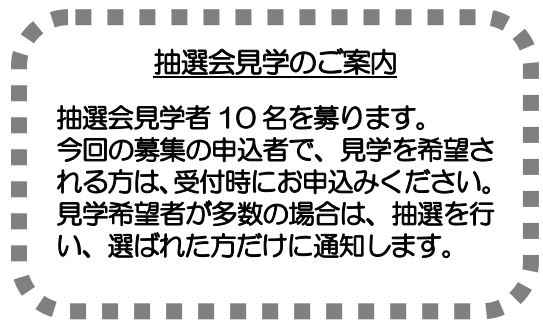 抽選会見学のご案内
抽選会見学者10名を募ります。
今回の募集の申込者で、見学を希望さ
れる方は、受付時にお申込みください。
見学希望者が多数の場合は、抽選を行
い、選ばれた方だけに通知します。